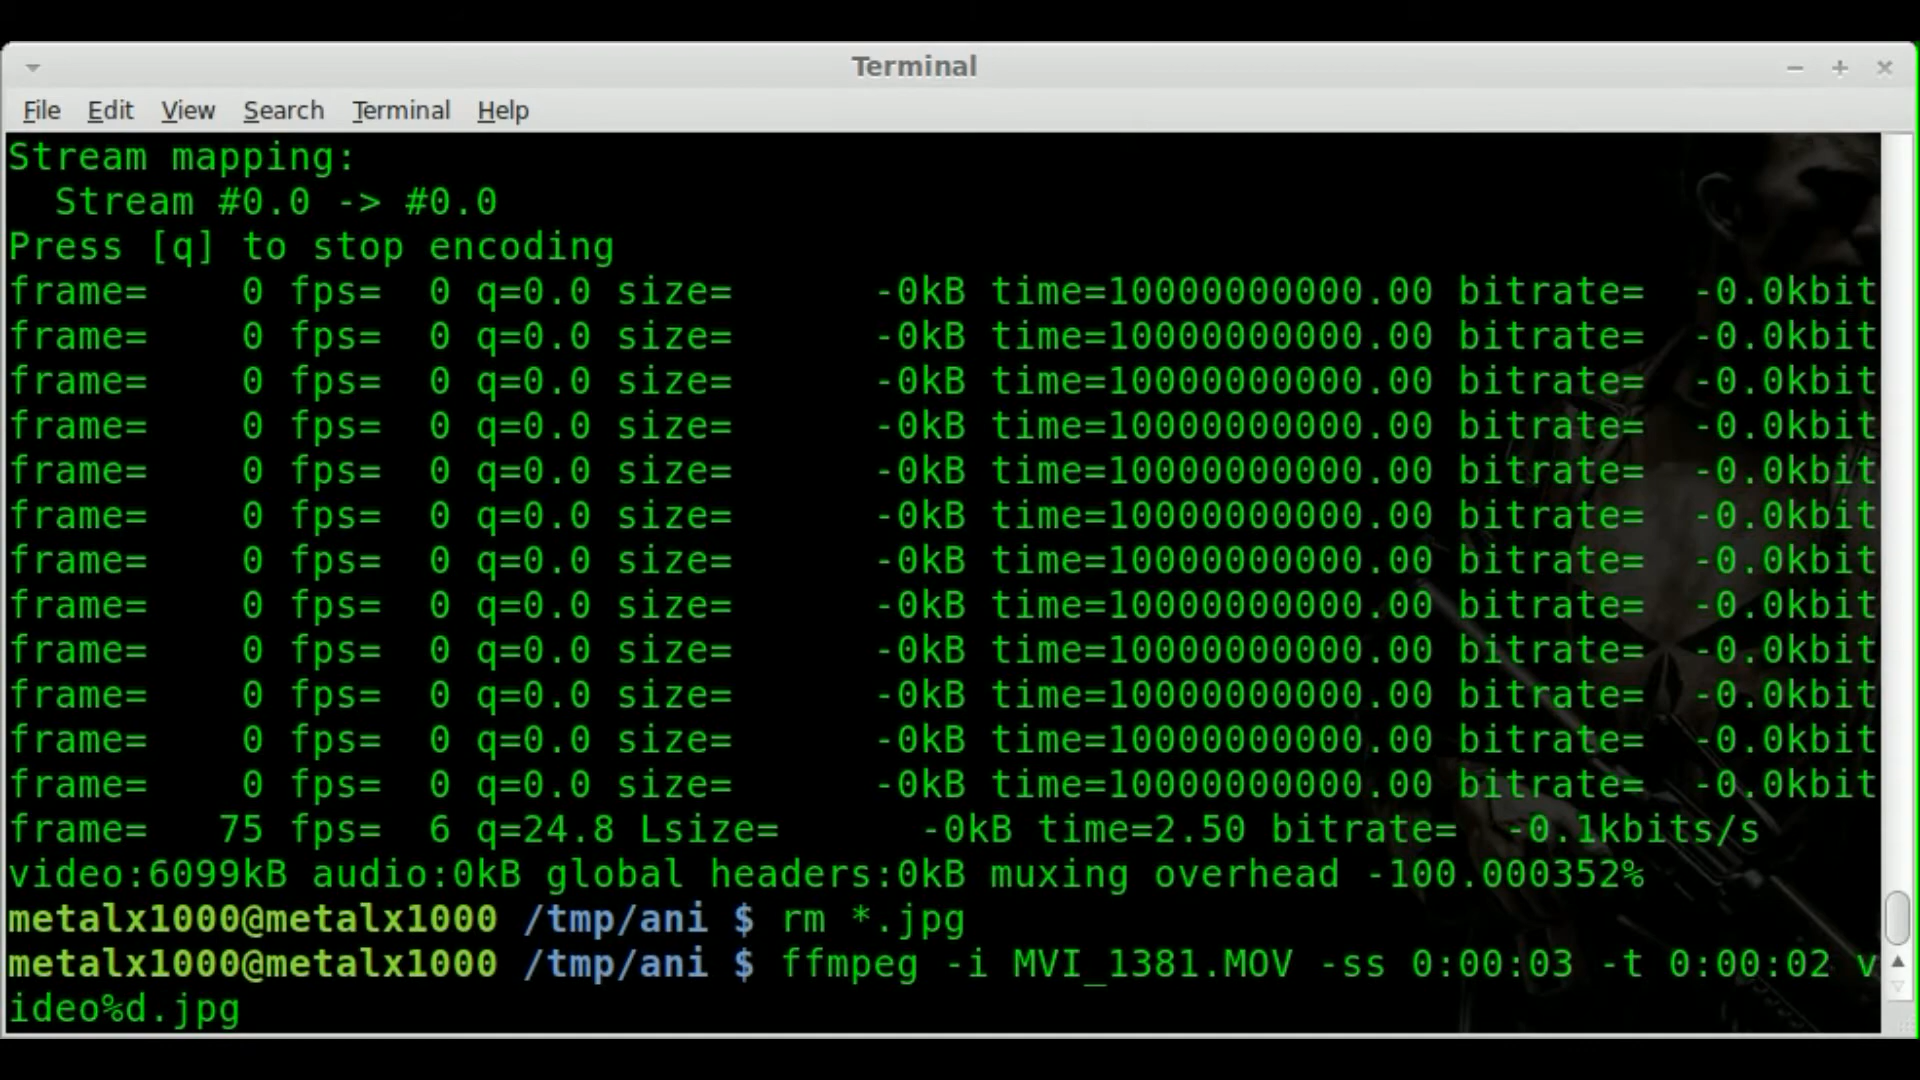 Terminal
File Edit View Search Terminal Help
Stream mapping:
  Stream #0.0 -> #0.0
Press [q] to stop encoding
frame=    0 fps=  0 q=0.0 size=      -0kB time=10000000000.00 bitrate=  -0.0kbit
frame=    0 fps=  0 q=0.0 size=      -0kB time=10000000000.00 bitrate=  -0.0kbit
frame=    0 fps=  0 q=0.0 size=      -0kB time=10000000000.00 bitrate=  -0.0kbit
frame=    0 fps=  0 q=0.0 size=      -0kB time=10000000000.00 bitrate=  -0.0kbit
frame=    0 fps=  0 q=0.0 size=      -0kB time=10000000000.00 bitrate=  -0.0kbit
frame=    0 fps=  0 q=0.0 size=      -0kB time=10000000000.00 bitrate=  -0.0kbit
frame=    0 fps=  0 q=0.0 size=      -0kB time=10000000000.00 bitrate=  -0.0kbit
frame=    0 fps=  0 q=0.0 size=      -0kB time=10000000000.00 bitrate=  -0.0kbit
frame=    0 fps=  0 q=0.0 size=      -0kB time=10000000000.00 bitrate=  -0.0kbit
frame=    0 fps=  0 q=0.0 size=      -0kB time=10000000000.00 bitrate=  -0.0kbit
frame=    0 fps=  0 q=0.0 size=      -0kB time=10000000000.00 bitrate=  -0.0kbit
frame=    0 fps=  0 q=0.0 size=      -0kB time=10000000000.00 bitrate=  -0.0kbit
frame=   75 fps=  6 q=24.8 Lsize=      -0kB time=2.50 bitrate=  -0.1kbits/s
video:6099kB audio:0kB global headers:0kB muxing overhead -100.000352%
metalx1000@metalx1000 /tmp/ani $ rm *.jpg
metalx1000@metalx1000 /tmp/ani $ ffmpeg -i MVI_1381.MOV -ss 0:00:03 -t 0:00:02 v
ideo%d.jpg